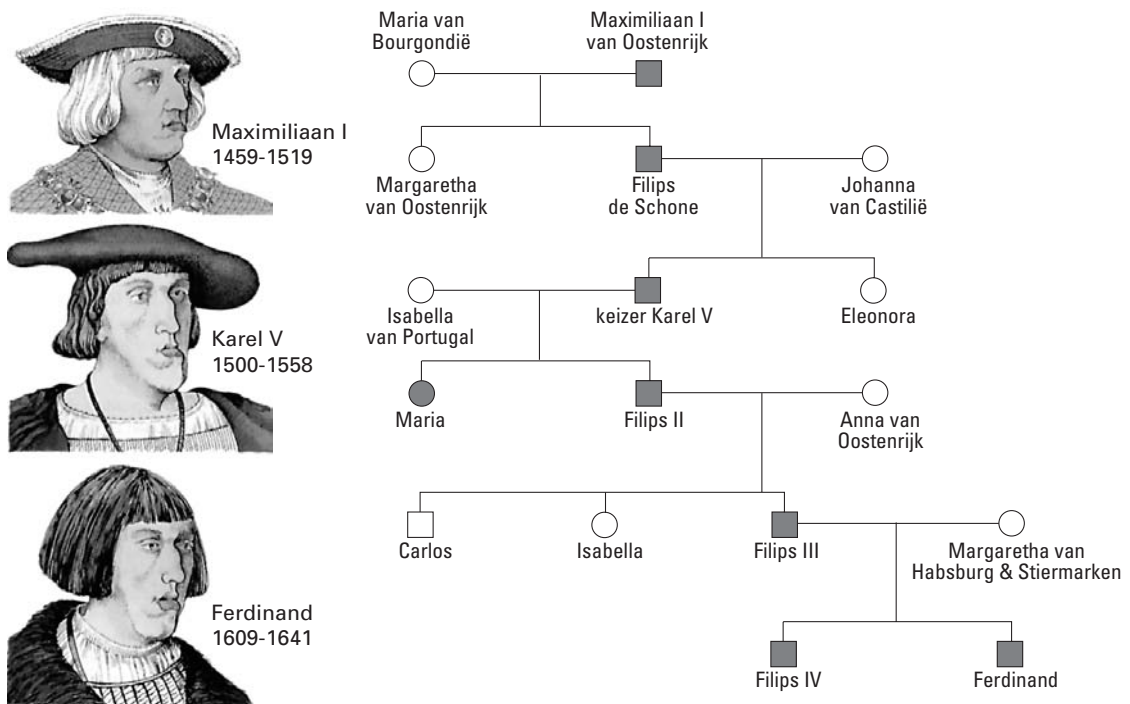 Maximiliaan I
1459-1519
Karel V
1500-1558
Ferdinand
1609-1641
Maria van
Bourgondië
Maximiliaan I
van Oostenrijk
Margaretha
van Oostenrijk
Filips
de Schone
Johanna
van Castilië
Isabella
van Portugal
keizer Karel V
Eleonora
Maria
Filips II
Anna van
Oostenrijk
Carlos
Isabella
Filips III
Margaretha van
Habsburg & Stiermarken
Filips IV
Ferdinand